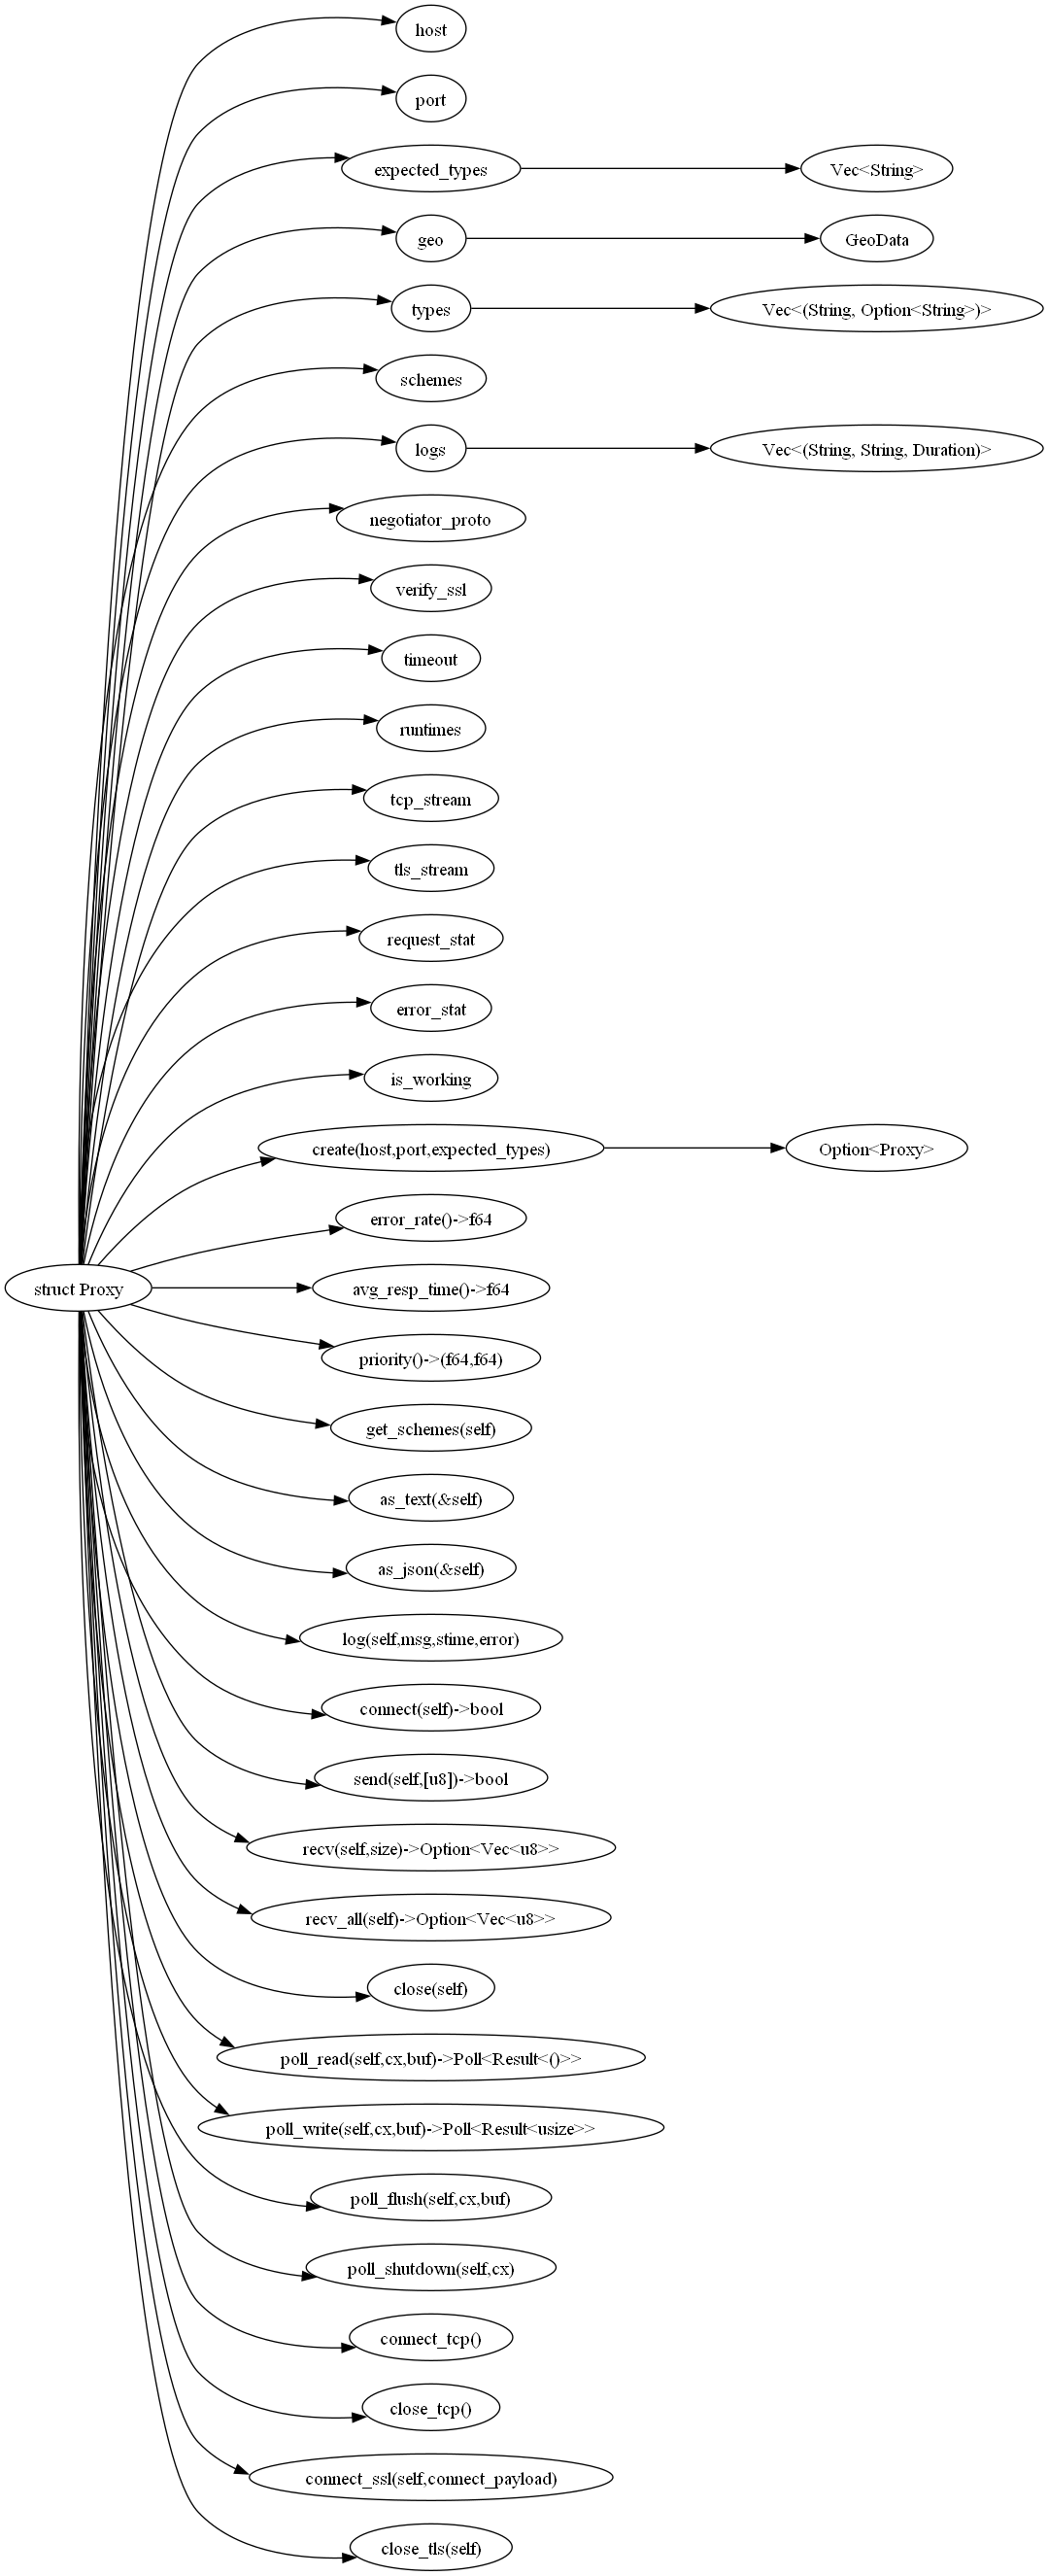 host
port
expected_types
Vec<String>
geo
GeoData
types
Vec<(String, Option<String>)>
schemes
logs
Vec<(String, String, Duration)>
negotiator_proto
verify_ssl
timeout
runtimes
tcp_stream
tls_stream
request_stat
error_stat
is_working
create(host,port,expected_types)
Option<Proxy>
error_rate()->f64
struct Proxy
avg_resp_time()->f64
priority()->(f64,f64)
get_schemes(self)
as_text(&self)
as_json(&self)
log(self,msg,stime,error)
connect(self)->bool
send(self,[u8])->bool
recv(self,size)->Option<Vec<u8>>
recv_all(self)->Option<Vec<u8>>
close(self)
poll_read(self,cx,buf)->Poll<Result<()>>
poll_write(self,cx,buf)->Poll<Result<usize>>
poll_flush(self,cx,buf)
poll_shutdown(self,cx)
connect_tcp()
close_tcp()
connect_ssl(self,connect_payload)
close_tls(self)